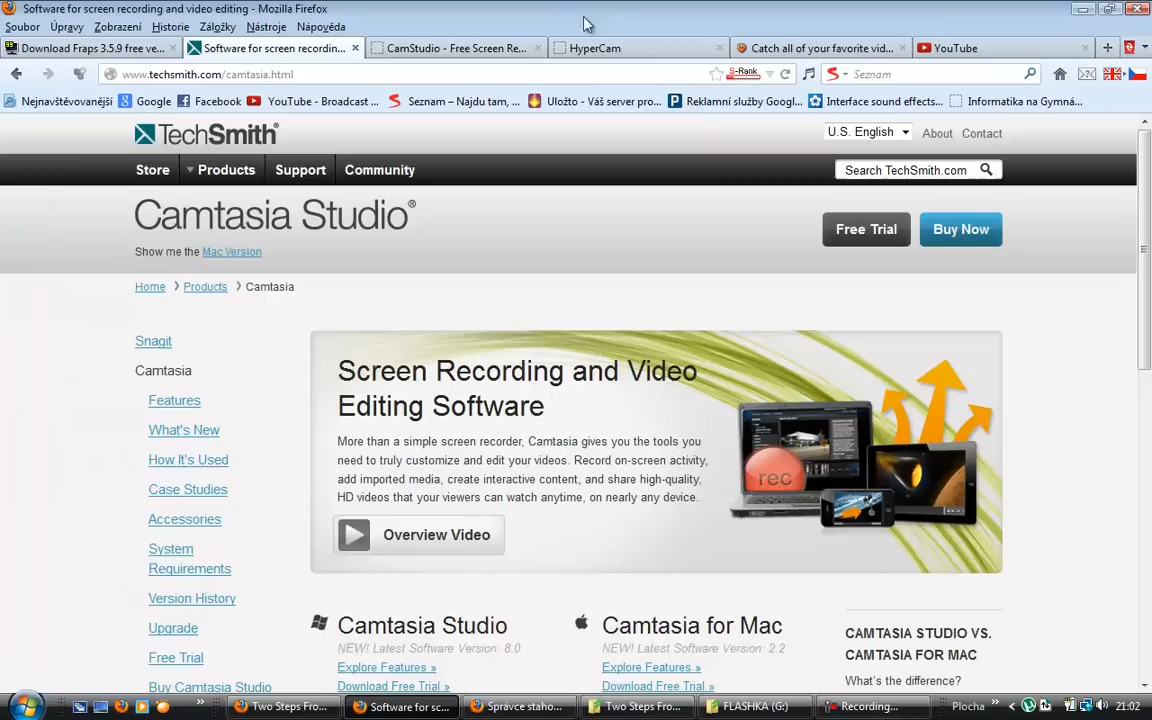 Software for screen recording and video editing - Mozilla Firefox
Soubor Úpravy Zobrazení Historie Záložky Nástroje Nápověda
Download Fraps 3.5.9 free ve... Software for screen recordin... CamStudio - Free Screen Re... HyperCam Catch all of your favorite vid... YouTube
www.techsmith.com/camtasia.html S-Rank Seznam
Nejnavštěvovanější Google Facebook YouTube - Broadcast ... Seznam – Najdu tam, ... Uložto - Váš server pro... Reklamní služby Googl... Interface sound effects... Informatika na Gymná...
TechSmith U.S. English About Contact
Store Products Support Community Search TechSmith.com
Camtasia Studio®
Free Trial Buy Now
Show me the Mac Version
Home Products Camtasia
Snagit
Camtasia
Features
What's New
How It's Used
Case Studies
Accessories
System
Requirements
Version History
Upgrade
Free Trial
Buy Camtasia Studio
Screen Recording and Video
Editing Software
More than a simple screen recorder, Camtasia gives you the tools you
need to truly customize and edit your videos. Record on-screen activity,
add imported media, create interactive content, and share high-quality,
HD videos that your viewers can watch anytime, on nearly any device.
rec
Overview Video
Camtasia Studio
NEW! Latest Software Version: 8.0
Explore Features »
Download Free Trial »
Camtasia for Mac
NEW! Latest Software Version: 2.2
Explore Features »
Download Free Trial »
CAMTASIA STUDIO VS.
CAMTASIA FOR MAC
What's the difference?
Two Steps Fro... Software for sc... Správce staho... Two Steps Fro... FLASHKA (G:) Recording... Plocha 21:02